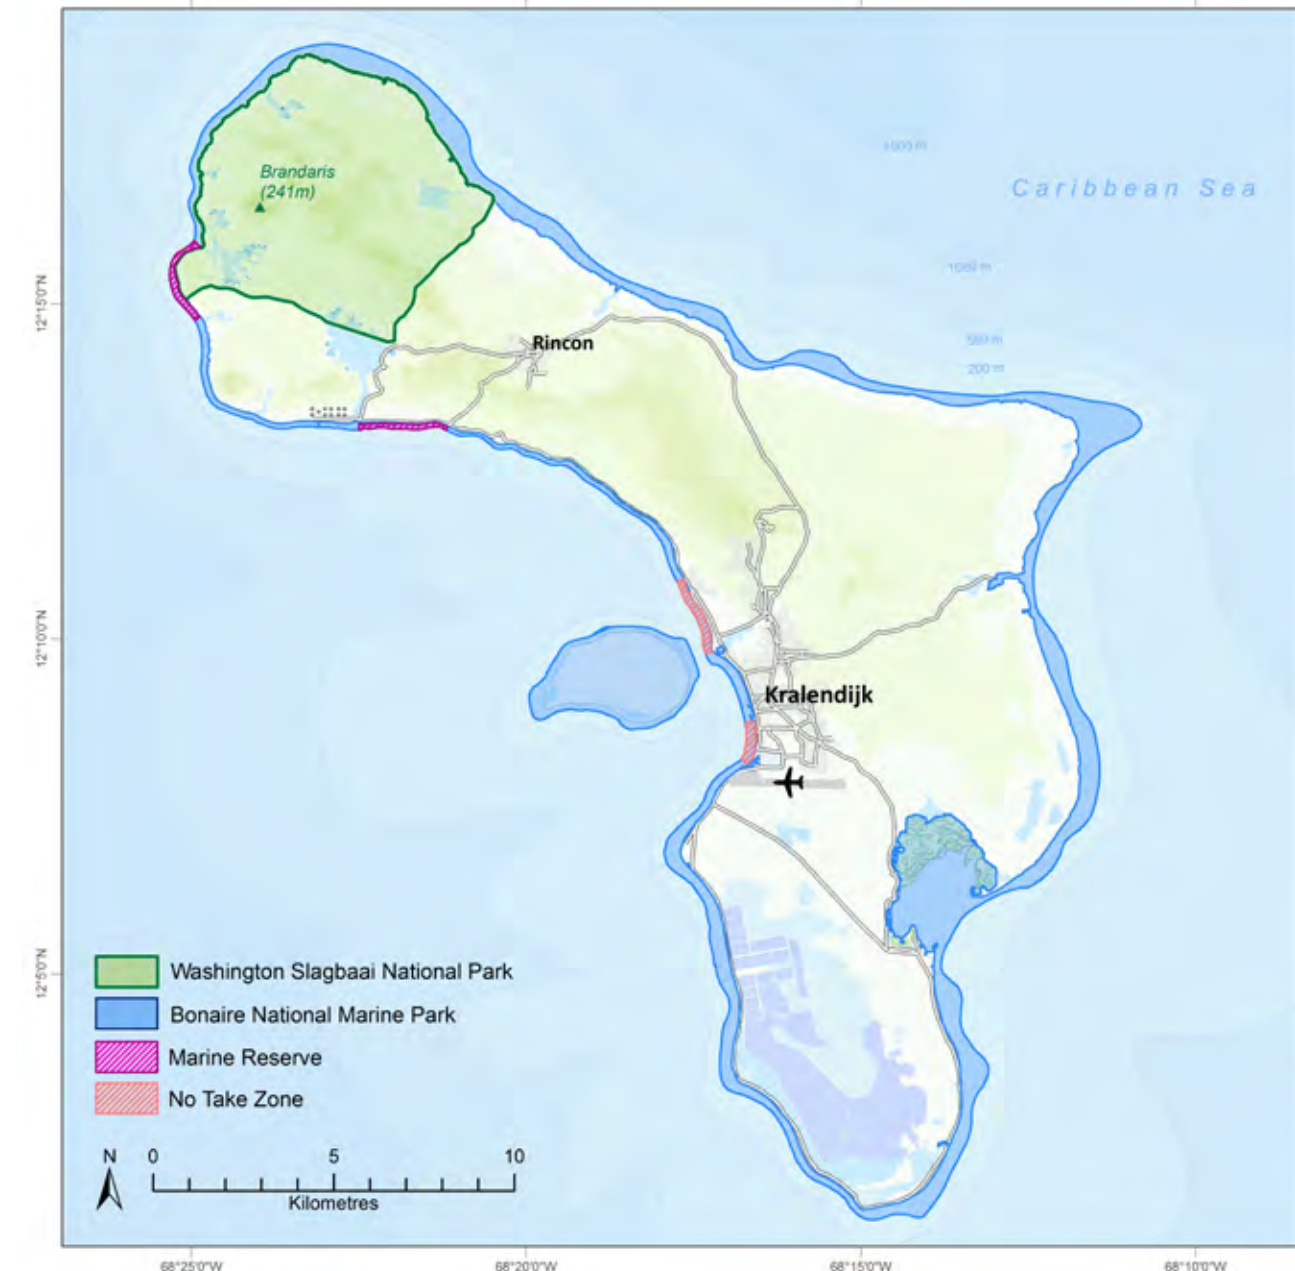 1000 m
Caribbean Sea
Brandaris
(241m)
1000 m
12°15'0"N
Rincon
500 m
200 m
12°10'0"N
Kralendijk
12°5'0"N
Washington Slagbaai National Park
Bonaire National Marine Park
Marine Reserve
No Take Zone
N 0 5 10
Kilometres
68°25'0"W 68°20'0"W 68°15'0"W 68°10'0"W